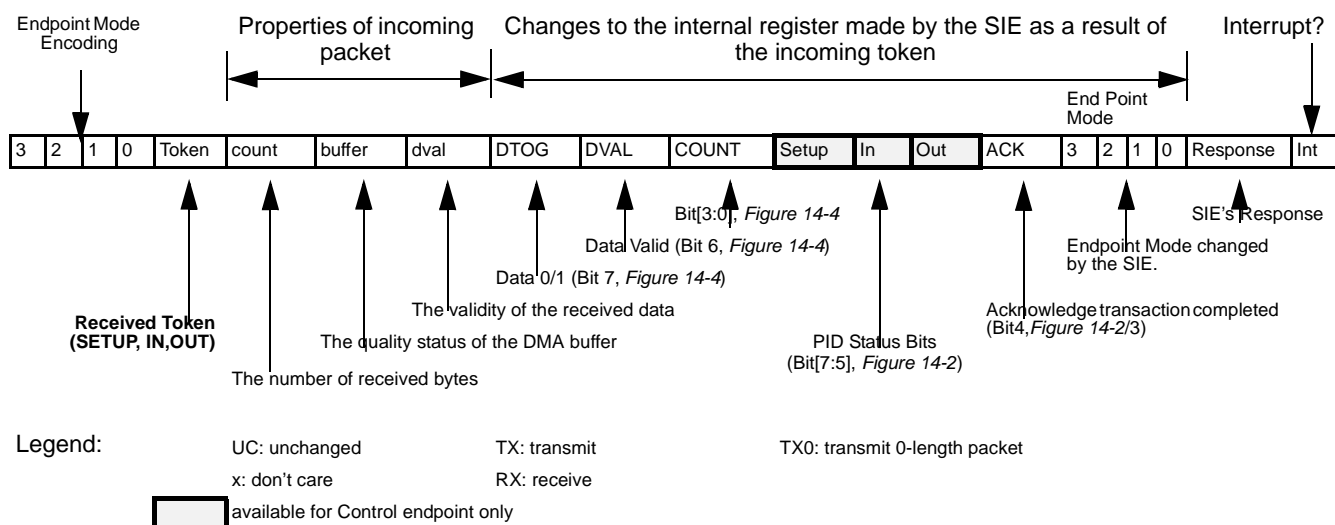 Endpoint Mode
Encoding
Properties of incoming
packet
Changes to the internal register made by the SIE as a result of
the incoming token
Interrupt?
End Point
Mode
3 2 1 0 Token count buffer dval DTOG DVAL COUNT Setup In Out ACK 3 2 1 0 Response Int
Bit[3:0], Figure 14-4
SIE's Response
Data Valid (Bit 6, Figure 14-4)
Endpoint Mode changed
by the SIE.
Data 0/1 (Bit 7, Figure 14-4)
The validity of the received data
Acknowledge transaction completed
(Bit4,Figure 14-2/3)
Received Token
(SETUP, IN,OUT)
The quality status of the DMA buffer
PID Status Bits
(Bit[7:5], Figure 14-2)
The number of received bytes
Legend:
UC: unchanged
TX: transmit
TX0: transmit 0-length packet
x: don't care
RX: receive
available for Control endpoint only